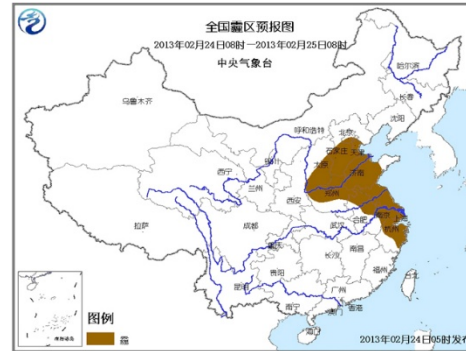 全国霾区预报图
2013年02月24日08时—2013年02月25日08时
中央气象台
哈尔滨
长春
乌鲁木齐
沈阳
呼和浩特
北京
天津
石家庄
太原
银川
济南
西宁
兰州
郑州
西安
南京
合肥
上海
拉萨
成都
武汉
杭州
重庆
南昌
长沙
贵阳
福州
台北
昆明
广州
南宁
香港
澳门
海口
南海诸岛
图例
霾
2013年02月24日05时发布